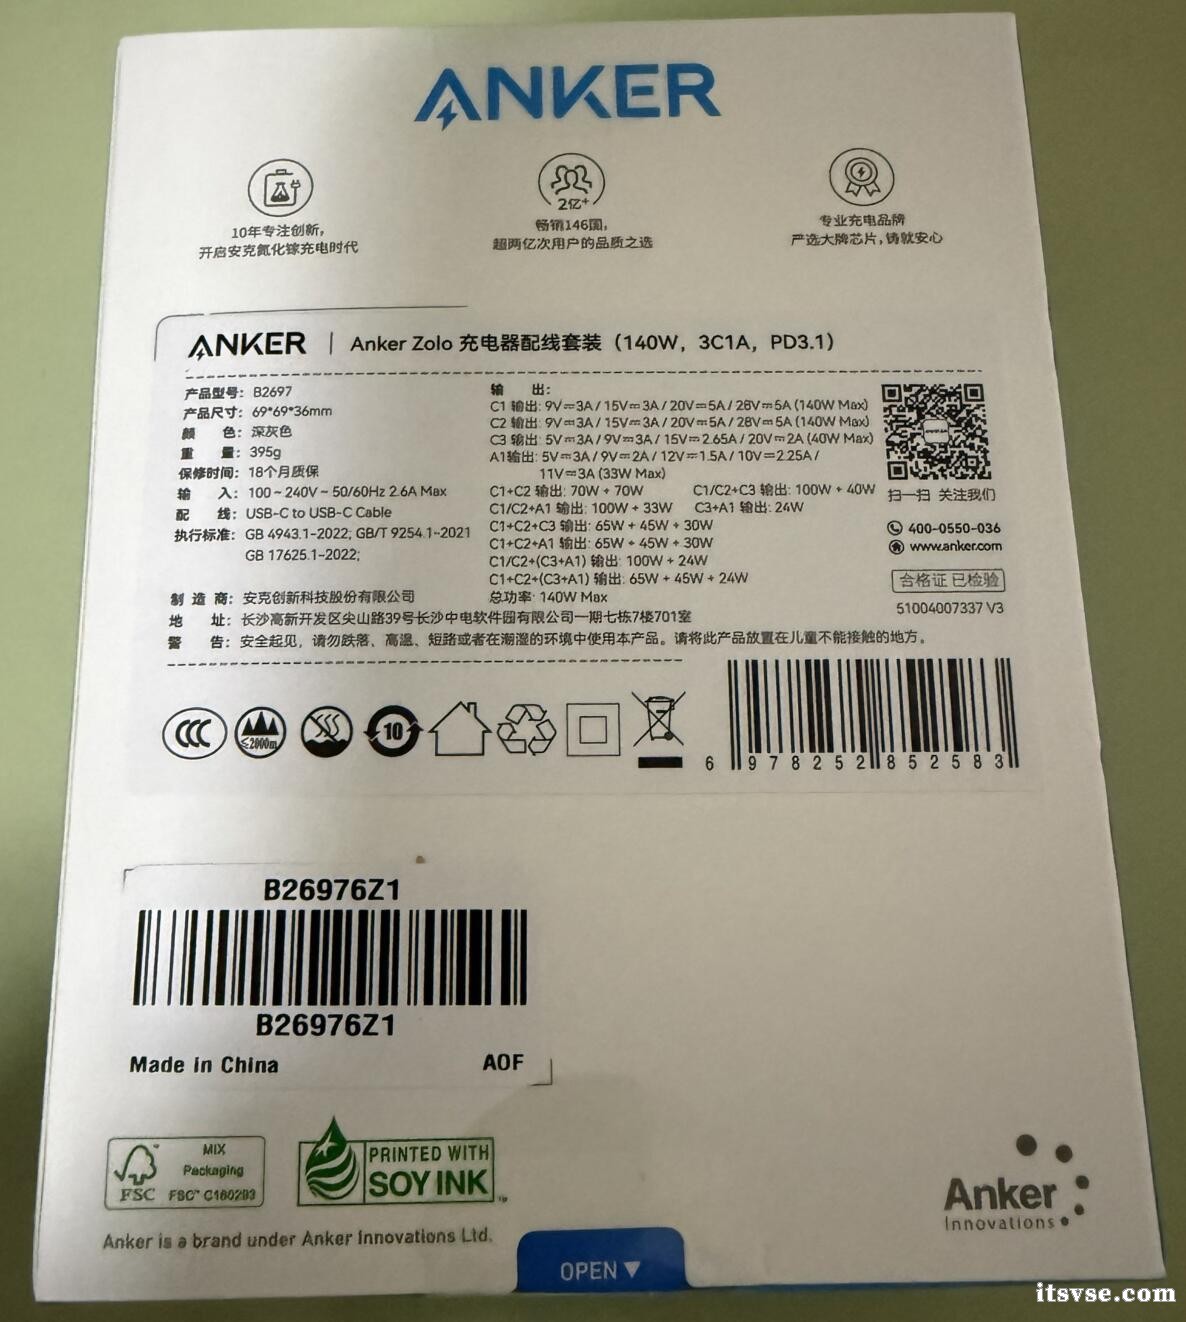 ANKER
2亿+
10年专注创新，
开启安克氮化镓充电时代
畅销146国，
超两亿次用户的品质之选
专业充电品牌
严选大牌芯片，铸就安心
ANKER | Anker Zolo 充电器配线套装（140W，3C1A，PD3.1）
产品型号：B2697
产品尺寸：69*69*36mm
颜 色：深灰色
重 量：395g
保修时间：18个月质保
输 入：100~240V~50/60Hz 2.6A Max
配 线：USB-C to USB-C Cable
执行标准：GB 4943.1-2022; GB/T 9254.1-2021
GB 17625.1-2022;
输 出：
C1 输出: 9V⎓3A / 15V⎓3A / 20V⎓5A / 28V⎓5A (140W Max)
C2 输出: 9V⎓3A / 15V⎓3A / 20V⎓5A / 28V⎓5A (140W Max)
C3 输出: 5V⎓3A / 9V⎓3A / 15V⎓2.65A / 20V⎓2A (40W Max)
A1输出: 5V⎓3A / 9V⎓2A / 12V⎓1.5A / 10V⎓2.25A /
11V⎓3A (33W Max)
C1+C2 输出: 70W + 70W C1/C2+C3 输出: 100W + 40W
C1/C2+A1 输出: 100W + 33W C3+A1 输出: 24W
C1+C2+C3 输出: 65W + 45W + 30W
C1+C2+A1 输出: 65W + 45W + 30W
C1/C2+(C3+A1) 输出: 100W + 24W
C1+C2+(C3+A1) 输出: 65W + 45W + 24W
总功率: 140W Max
扫一扫 关注我们
400-0550-036
www.anker.com
合格证 已检验
51004007337 V3
制 造 商：安克创新科技股份有限公司
地 址：长沙高新开发区尖山路39号长沙中电软件园有限公司一期七栋7楼701室
警 告：安全起见，请勿跌落、高温、短路或者在潮湿的环境中使用本产品。请将此产品放置在儿童不能接触的地方。
CCC
≤2000m
10
6 978252 852583
B26976Z1
B26976Z1
Made in China AOF
FSC
MIX
Packaging
FSC™ C160293
PRINTED WITH
SOY INK™
Anker is a brand under Anker Innovations Ltd.
OPEN
Anker
Innovations
itsvse.com